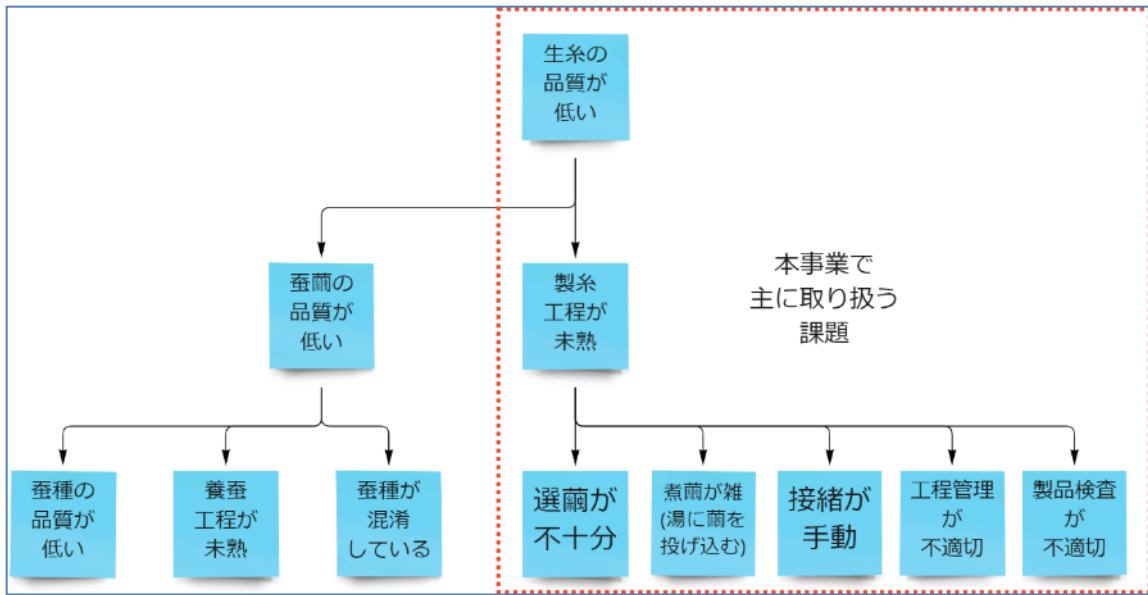 生糸の
品質が
低い
蚕繭の
品質が
低い
製糸
工程が
未熟
本事業で
主に取り扱う
課題
蚕種の
品質が
低い
養蚕
工程が
未熟
蚕種が
混淆
している
選繭が
不十分
煮繭が雑
(湯に繭を
投げ込む)
接緒が
手動
工程管理
が
不適切
製品検査
が
不適切